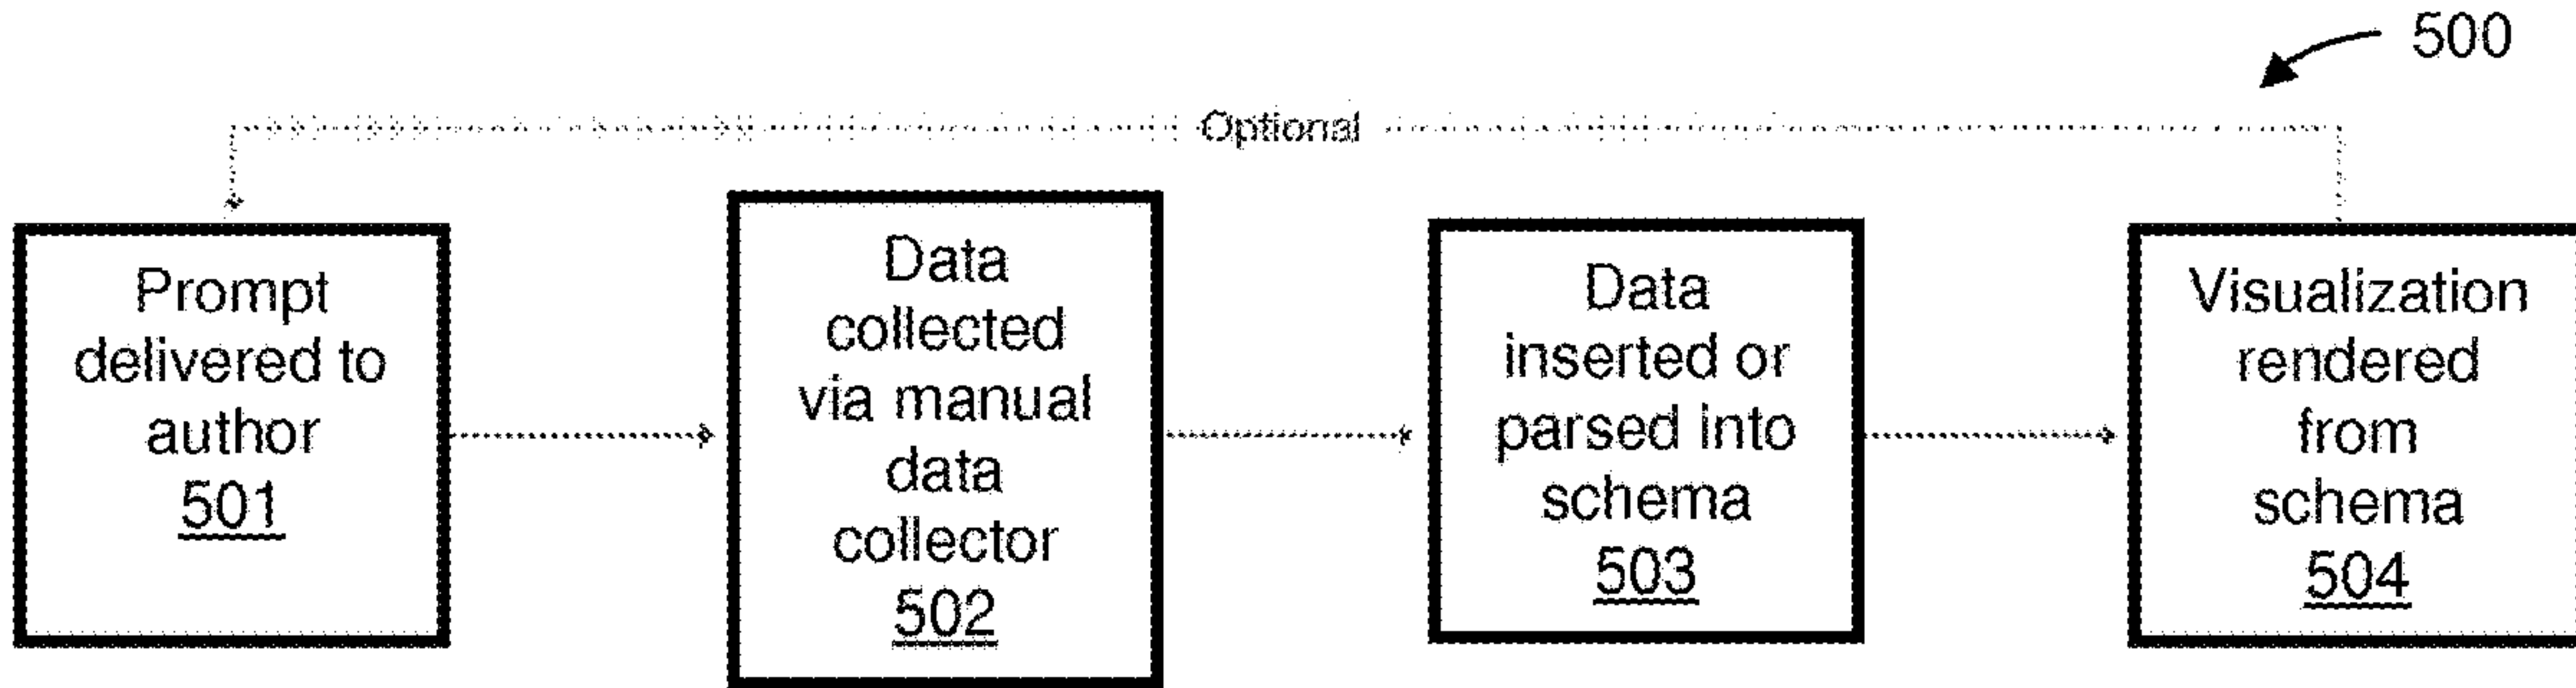 500
Optional
Prompt
delivered to
author
501
Data
collected
via manual
data
collector
502
Data
inserted or
parsed into
schema
503
Visualization
rendered
from
schema
504